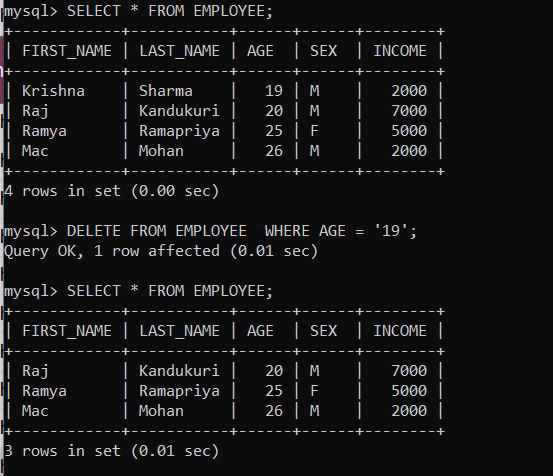 mysql> SELECT * FROM EMPLOYEE;
+------------+-----------+------+------+--------+
| FIRST_NAME | LAST_NAME | AGE  | SEX  | INCOME |
+------------+-----------+------+------+--------+
| Krishna    | Sharma    |   19 | M    |   2000 |
| Raj        | Kandukuri |   20 | M    |   7000 |
| Ramya      | Ramapriya |   25 | F    |   5000 |
| Mac        | Mohan     |   26 | M    |   2000 |
+------------+-----------+------+------+--------+
4 rows in set (0.00 sec)

mysql> DELETE FROM EMPLOYEE  WHERE AGE = '19';
Query OK, 1 row affected (0.01 sec)

mysql> SELECT * FROM EMPLOYEE;
+------------+-----------+------+------+--------+
| FIRST_NAME | LAST_NAME | AGE  | SEX  | INCOME |
+------------+-----------+------+------+--------+
| Raj        | Kandukuri |   20 | M    |   7000 |
| Ramya      | Ramapriya |   25 | F    |   5000 |
| Mac        | Mohan     |   26 | M    |   2000 |
+------------+-----------+------+------+--------+
3 rows in set (0.01 sec)